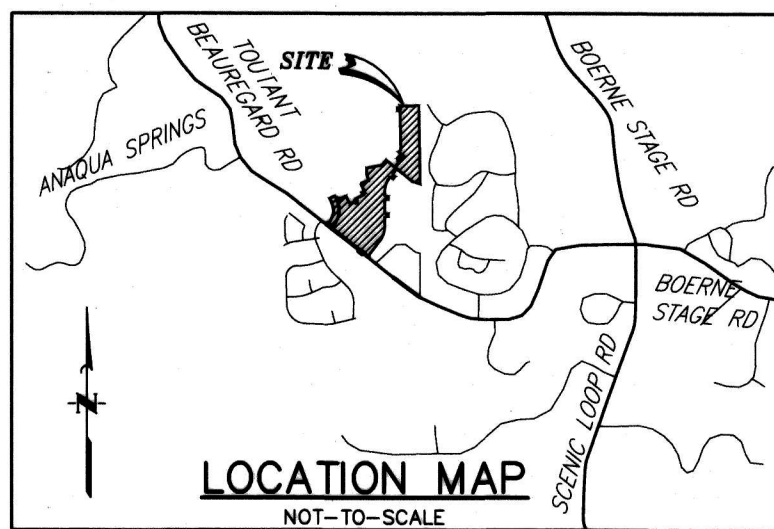 SITE
TOUTANT
BEAUREGARD RD
BOERNE STAGE RD
ANAQUA SPRINGS
BOERNE
STAGE RD
SCENIC LOOP RD
N
LOCATION MAP
NOT-TO-SCALE